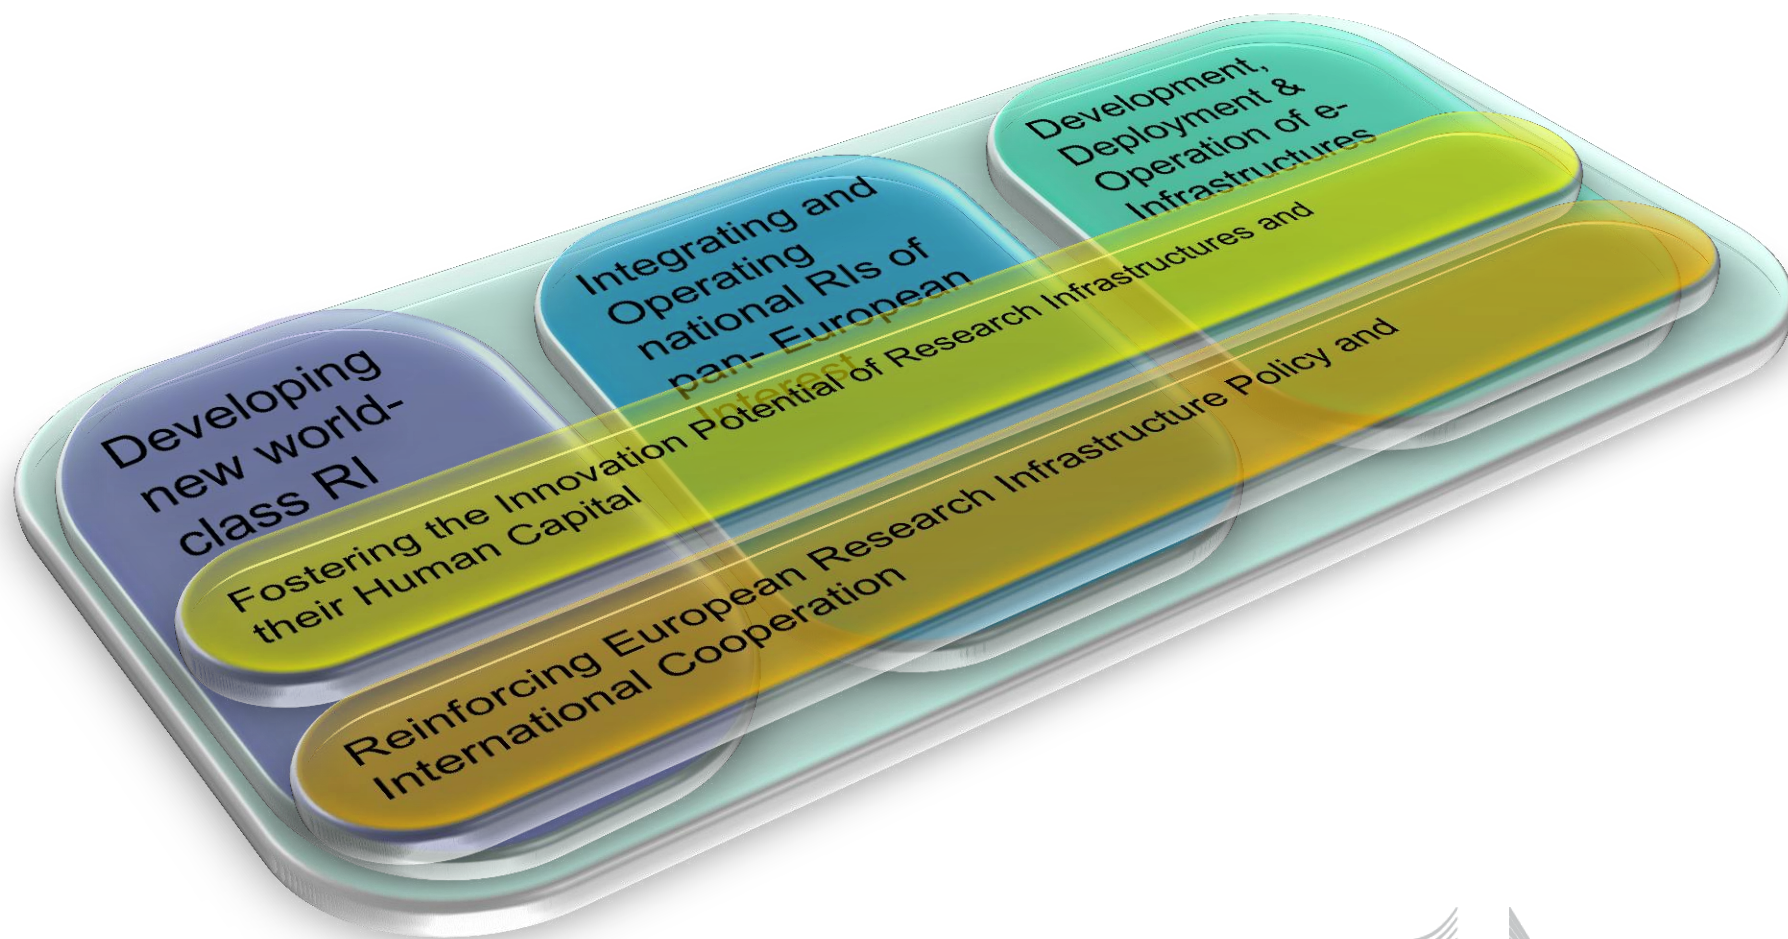 Developing
new world-
class RI
Integrating and
Operating
national RIs of
pan- European
Interest
Development,
Deployment &
Operation of e-
Infrastructures
Fostering the Innovation Potential of Research Infrastructures and
their Human Capital
Reinforcing European Research Infrastructure Policy and
International Cooperation